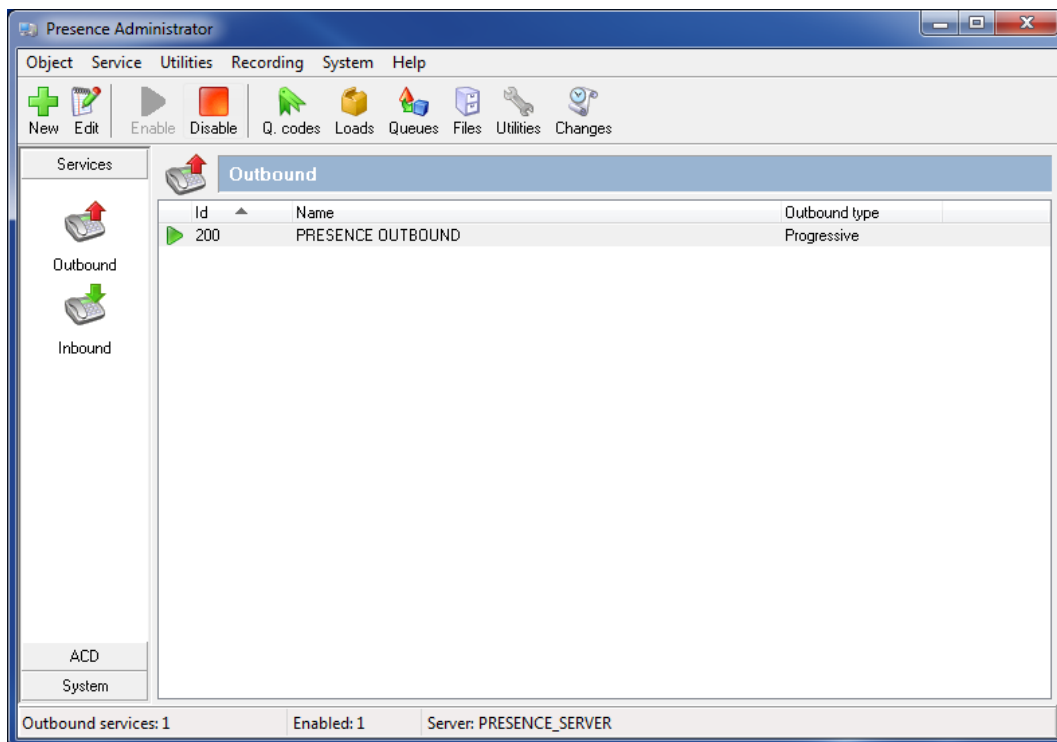 Presence Administrator
Object Service Utilities Recording System Help
New Edit Enable Disable Q. codes Loads Queues Files Utilities Changes
Services
Outbound
Id Name Outbound type
200 PRESENCE OUTBOUND Progressive
Outbound
Inbound
ACD
System
Outbound services: 1 Enabled: 1 Server: PRESENCE_SERVER